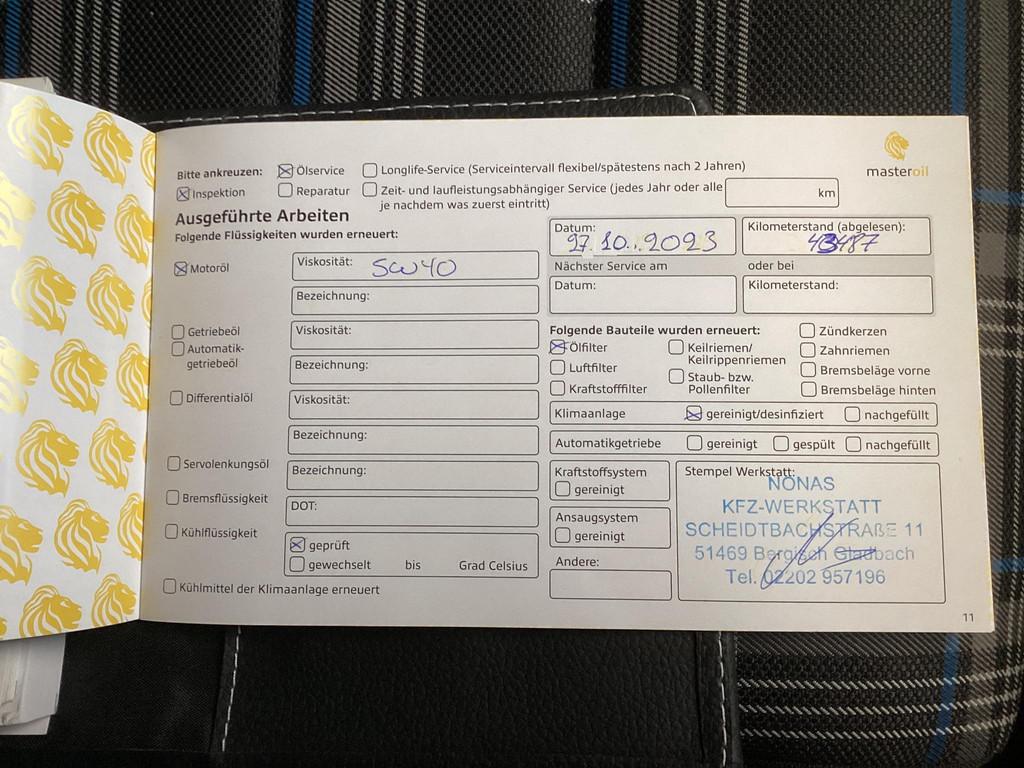 masteroil
Bitte ankreuzen: Ölservice Longlife-Service (Serviceintervall flexibel/spätestens nach 2 Jahren)
Inspektion Reparatur Zeit- und laufleistungsabhängiger Service (jedes Jahr oder alle km
je nachdem was zuerst eintritt)
Ausgeführte Arbeiten
Folgende Flüssigkeiten wurden erneuert:
Motoröl
Viskosität: 5W40
Bezeichnung:
Getriebeöl
Automatik-
getriebeöl
Viskosität:
Bezeichnung:
Differentialöl
Viskosität:
Bezeichnung:
Servolenkungsöl
Bezeichnung:
Bremsflüssigkeit
DOT:
Kühlflüssigkeit
geprüft
gewechselt bis Grad Celsius
Kühlmittel der Klimaanlage erneuert
Datum:
27.10..2023
Kilometerstand (abgelesen):
43487
Nächster Service am oder bei
Datum:
Kilometerstand:
Folgende Bauteile wurden erneuert:
Ölfilter
Luftfilter
Kraftstofffilter
Keilriemen/
Keilrippenriemen
Staub- bzw.
Pollenfilter
Zündkerzen
Zahnriemen
Bremsbeläge vorne
Bremsbeläge hinten
Klimaanlage gereinigt/desinfiziert nachgefüllt
Automatikgetriebe gereinigt gespült nachgefüllt
Kraftstoffsystem
gereinigt
Ansaugsystem
gereinigt
Andere:
Stempel Werkstatt:
NONAS
KFZ-WERKSTATT
SCHEIDTBACHSTRAßE 11
51469 Bergisch Gladbach
Tel. 02202 957196
11